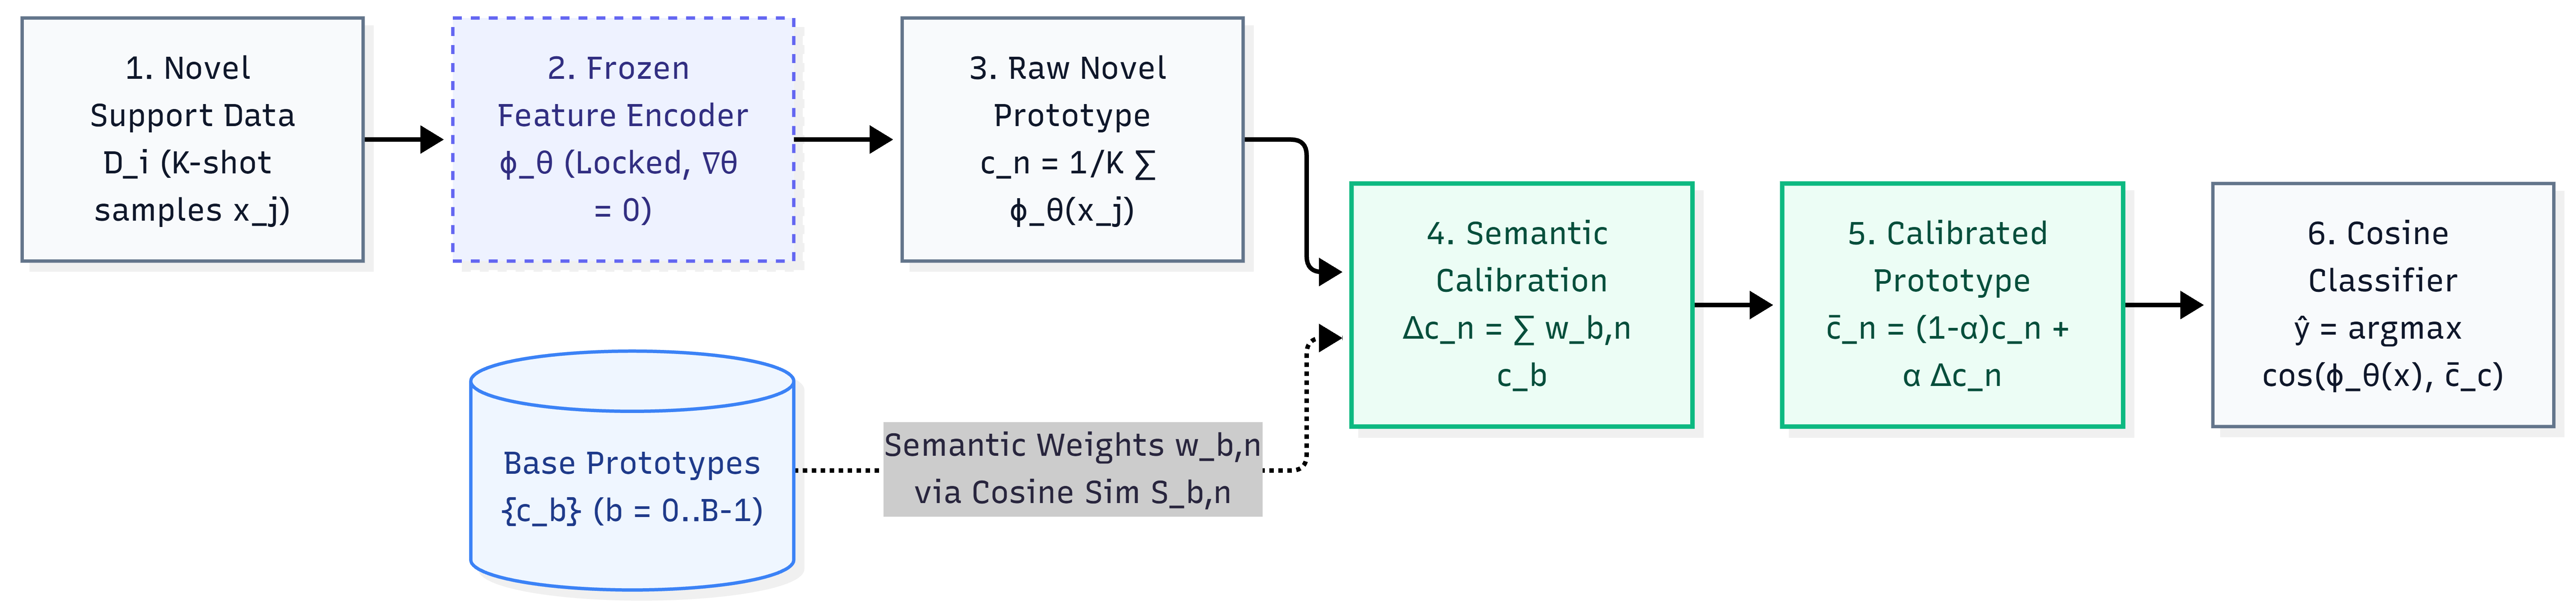 1. Novel
Support Data
D_i (K-shot
samples x_j)
2. Frozen
Feature Encoder
ϕ_θ (Locked, ∇θ
= 0)
3. Raw Novel
Prototype
c_n = 1/K ∑
ϕ_θ(x_j)
Base Prototypes
{c_b} (b = 0..B-1)
Semantic Weights w_b,n
via Cosine Sim S_b,n
4. Semantic
Calibration
Δc_n = ∑ w_b,n
c_b
5. Calibrated
Prototype
c̄_n = (1-α)c_n +
α Δc_n
6. Cosine
Classifier
ŷ = argmax
cos(ϕ_θ(x), c̄_c)